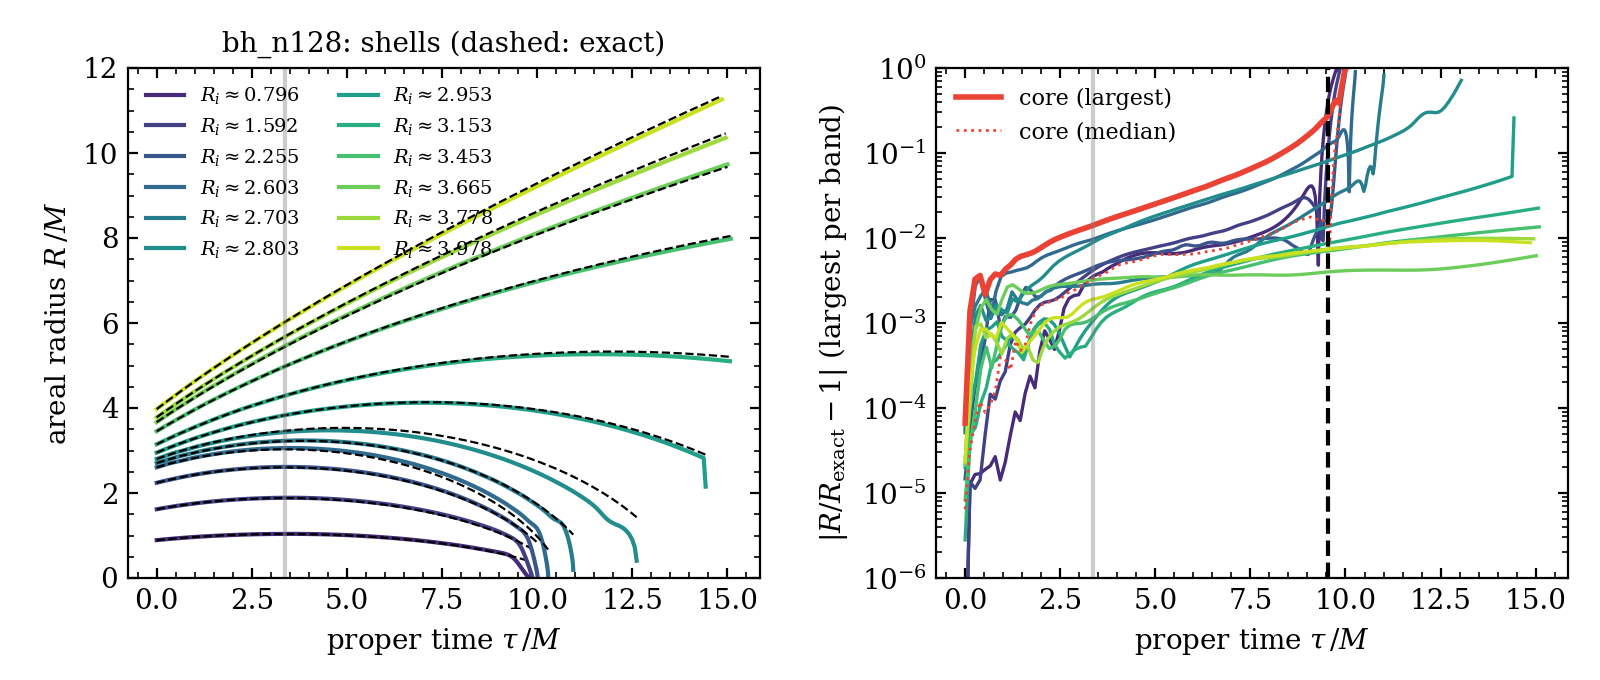 bh_n128: shells (dashed: exact)
areal radius R /M
12
10
8
6
4
2
0
R_i ≈ 0.796
R_i ≈ 1.592
R_i ≈ 2.255
R_i ≈ 2.603
R_i ≈ 2.703
R_i ≈ 2.803
R_i ≈ 2.953
R_i ≈ 3.153
R_i ≈ 3.453
R_i ≈ 3.665
R_i ≈ 3.778
R_i ≈ 3.978
0.0 2.5 5.0 7.5 10.0 12.5 15.0
proper time τ /M
|R/R_exact − 1| (largest per band)
10⁰
10⁻¹
10⁻²
10⁻³
10⁻⁴
10⁻⁵
10⁻⁶
core (largest)
core (median)
0.0 2.5 5.0 7.5 10.0 12.5 15.0
proper time τ /M